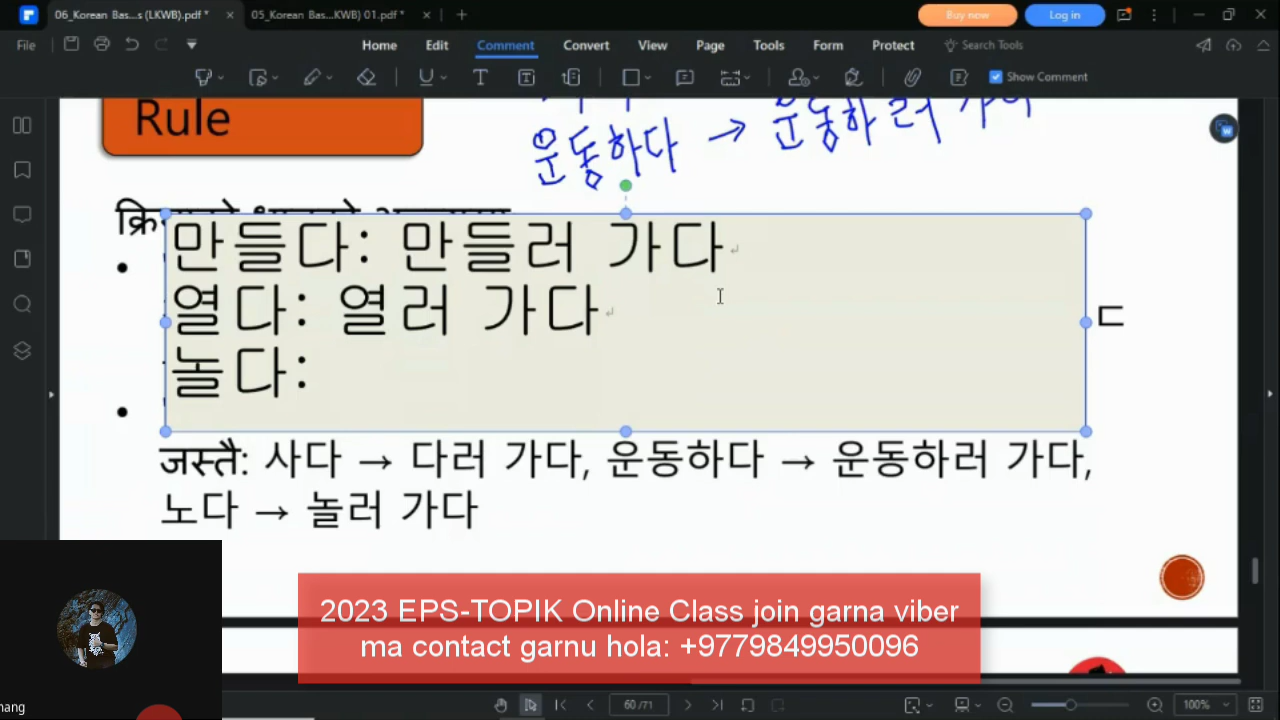 06_Korean Bas...s (LKWB).pdf *
05_Korean Bas...KWB) 01.pdf *
Buy now
Log in
File
Home
Edit
Comment
Convert
View
Page
Tools
Form
Protect
Search Tools
Show Comment
Rule
운동하다 → 운동하러 가다
만들다: 만들러 가다
열다: 열러 가다
ㄷ
놀다:
जस्तै: 사다 → 다러 가다, 운동하다 → 운동하러 가다,
노다 → 놀러 가다
2023 EPS-TOPIK Online Class join garna viber
ma contact garnu hola: +9779849950096
nang
60 /71
100%